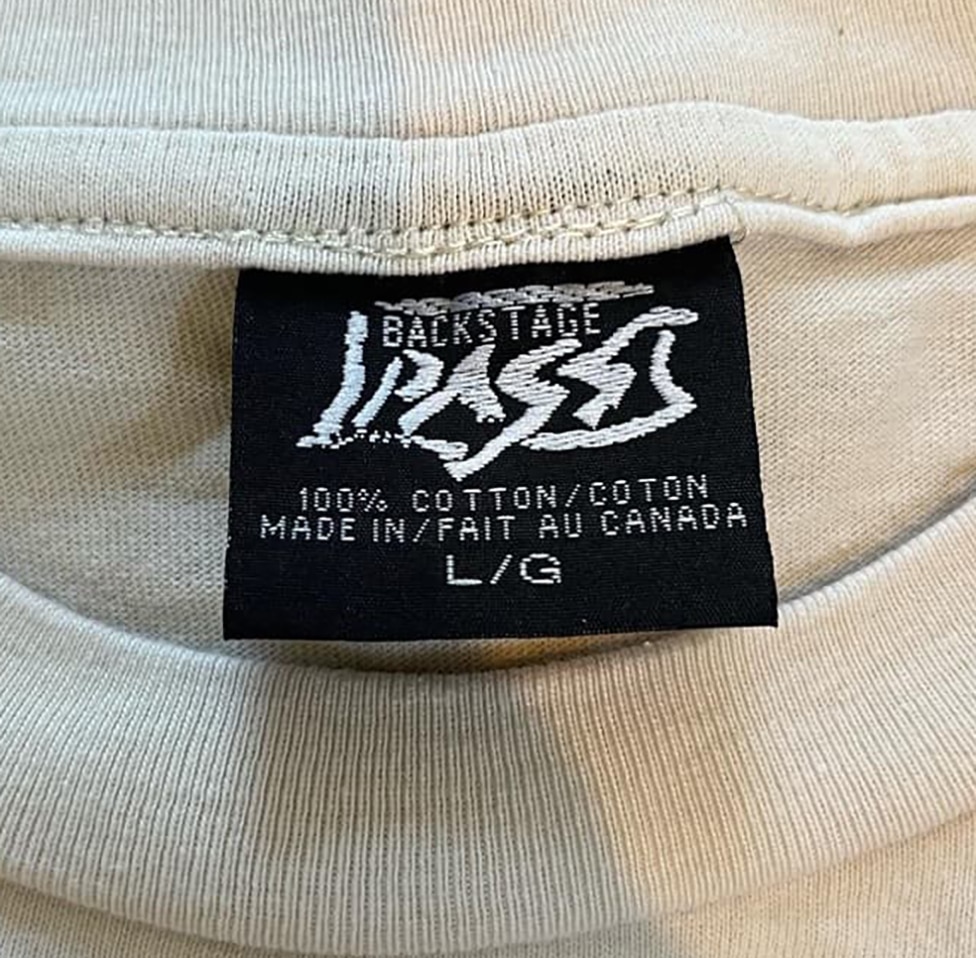 BACKSTAGE
PASS
100% COTTON/COTON
MADE IN/FAIT AU CANADA
L/G